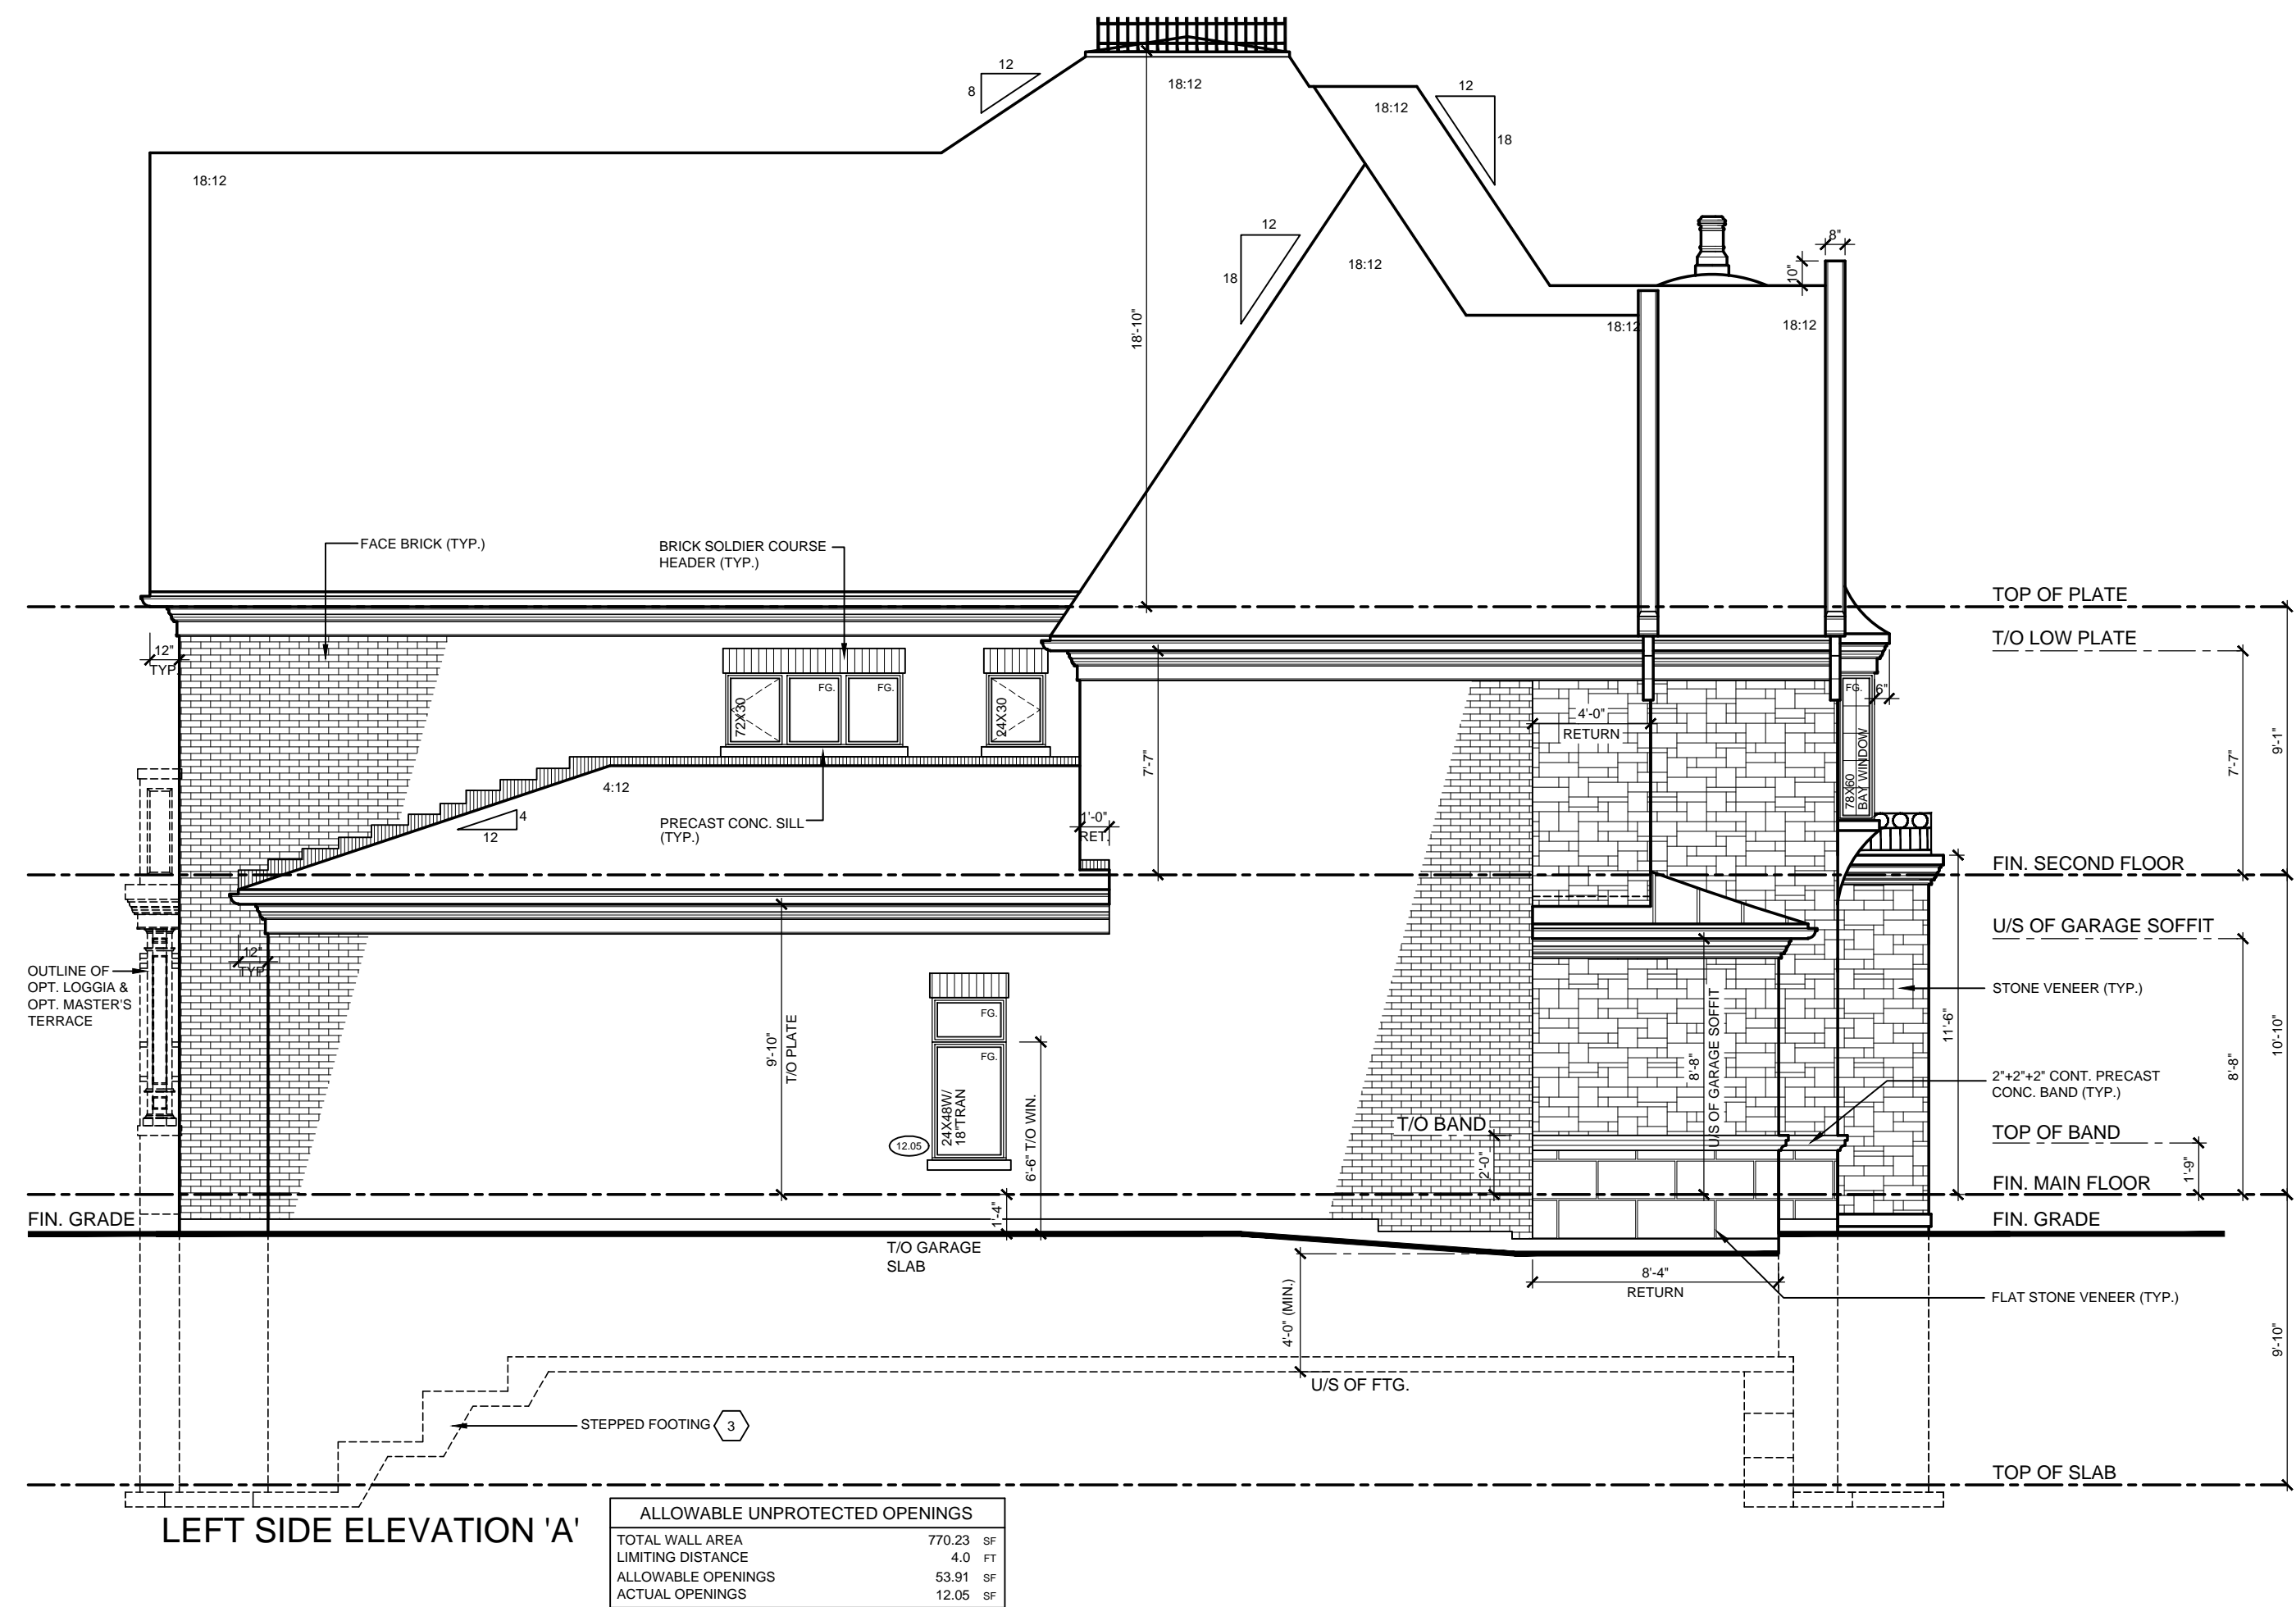 12
8
18:12
18:12
12
18
18:12
12
18
18:12
8"
10"
18:12
18:12
18'-10"
FACE BRICK (TYP.)
BRICK SOLDIER COURSE
HEADER (TYP.)
TOP OF PLATE
T/O LOW PLATE
12"
TYP.
72X30
FG.
FG.
24X30
FG.
6"
78X60
BAY WINDOW
4'-0"
RETURN
7'-7"
7'-7"
9'-1"
4:12
4
12
PRECAST CONC. SILL
(TYP.)
1'-0"
RET.
FIN. SECOND FLOOR
U/S OF GARAGE SOFFIT
12"
TYP.
OUTLINE OF
OPT. LOGGIA &
OPT. MASTER'S
TERRACE
9'-10"
T/O PLATE
FG.
FG.
24X48W/
18"TRAN
12.05
6'-6" T/O WIN.
1'-4"
8'-8"
U/S OF GARAGE SOFFIT
STONE VENEER (TYP.)
11'-6"
8'-8"
10'-10"
2"+2"+2" CONT. PRECAST
CONC. BAND (TYP.)
T/O BAND
2'-0"
TOP OF BAND
1'-9"
FIN. MAIN FLOOR
FIN. GRADE
FIN. GRADE
T/O GARAGE
SLAB
8'-4"
RETURN
FLAT STONE VENEER (TYP.)
4'-0" (MIN.)
9'-10"
U/S OF FTG.
STEPPED FOOTING
3
TOP OF SLAB
LEFT SIDE ELEVATION 'A'
ALLOWABLE UNPROTECTED OPENINGS
TOTAL WALL AREA 770.23 SF
LIMITING DISTANCE 4.0 FT
ALLOWABLE OPENINGS 53.91 SF
ACTUAL OPENINGS 12.05 SF